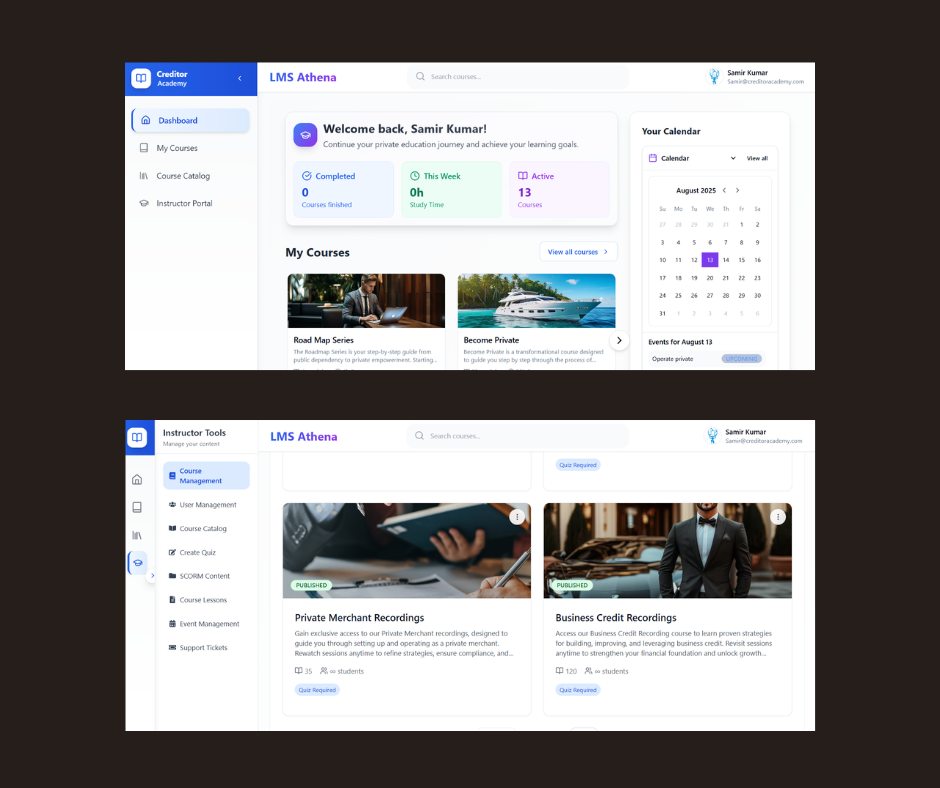 Creditor
Academy
LMS Athena
Search courses...
Samir Kumar
Samir@creditoracademy.com
Dashboard
My Courses
Course Catalog
Instructor Portal
Welcome back, Samir Kumar!
Continue your private education journey and achieve your learning goals.
Completed
0
Courses finished
This Week
0h
Study Time
Active
13
Courses
My Courses
View all courses
Road Map Series
The Roadmap Series is your step-by-step guide from
public dependency to private empowerment. Starting...
Become Private
Become Private is a transformational course designed
to guide you step by step through the process of...
Your Calendar
Calendar
View all
August 2025
Su Mo Tu We Th Fr Sa
27 28 29 30 31 1 2
3 4 5 6 7 8 9
10 11 12 13 14 15 16
17 18 19 20 21 22 23
24 25 26 27 28 29 30
31 1 2 3 4 5 6
Events for August 13
Operate private
UPCOMING
Instructor Tools
Manage your content
LMS Athena
Search courses...
Samir Kumar
Samir@creditoracademy.com
Course
Management
User Management
Course Catalog
Create Quiz
SCORM Content
Course Lessons
Event Management
Support Tickets
Quiz Required
PUBLISHED
Private Merchant Recordings
Gain exclusive access to our Private Merchant recordings, designed to
guide you through setting up and operating as a private merchant.
Rewatch sessions anytime to refine strategies, ensure compliance, and...
35 ∞ students
Quiz Required
PUBLISHED
Business Credit Recordings
Access our Business Credit Recording course to learn proven strategies
for building, improving, and leveraging business credit. Revisit sessions
anytime to strengthen your financial foundation and unlock growth...
120 ∞ students
Quiz Required